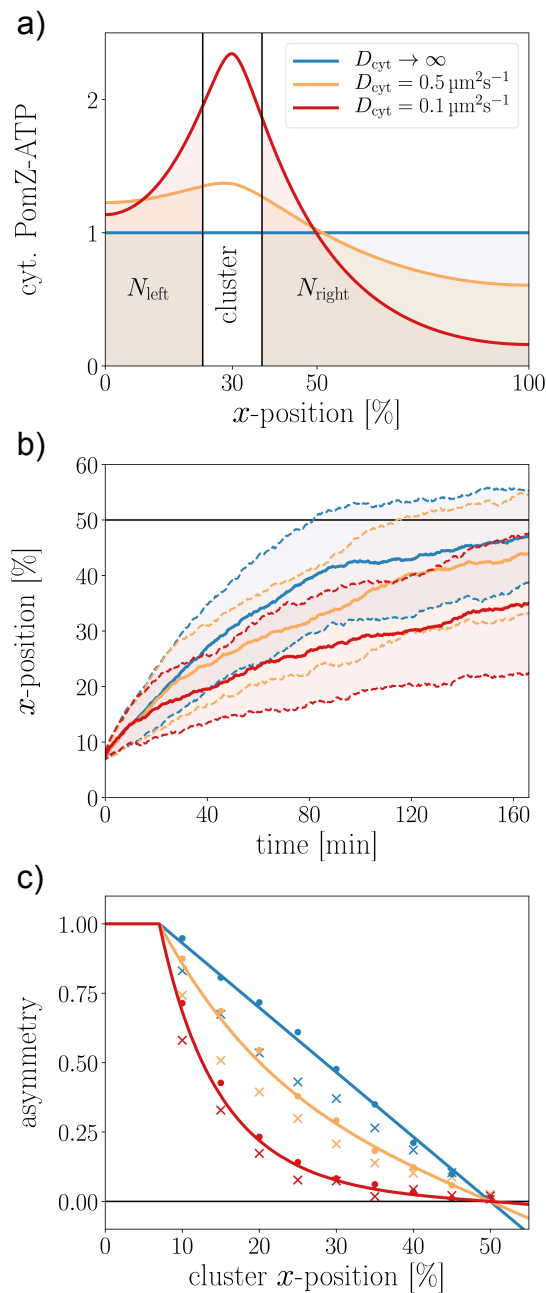 a)
D_cyt → ∞
D_cyt = 0.5 μm²s⁻¹
D_cyt = 0.1 μm²s⁻¹
cyt. PomZ-ATP
2
1
0
N_left
cluster
N_right
0 30 50 100
x-position [%]
b)
x-position [%]
60
50
40
30
20
10
0
0 40 80 120 160
time [min]
c)
asymmetry
1.00
0.75
0.50
0.25
0.00
10 20 30 40 50
cluster x-position [%]